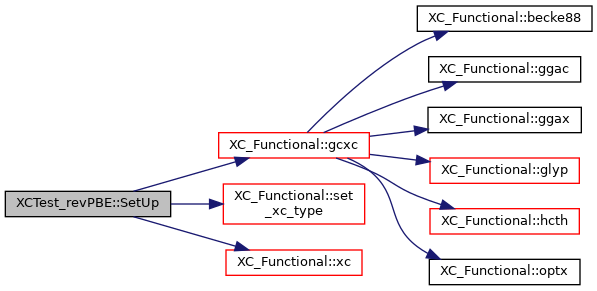 XCTest_revPBE::SetUp
XC_Functional::gcxc
XC_Functional::set
_xc_type
XC_Functional::xc
XC_Functional::becke88
XC_Functional::ggac
XC_Functional::ggax
XC_Functional::glyp
XC_Functional::hcth
XC_Functional::optx